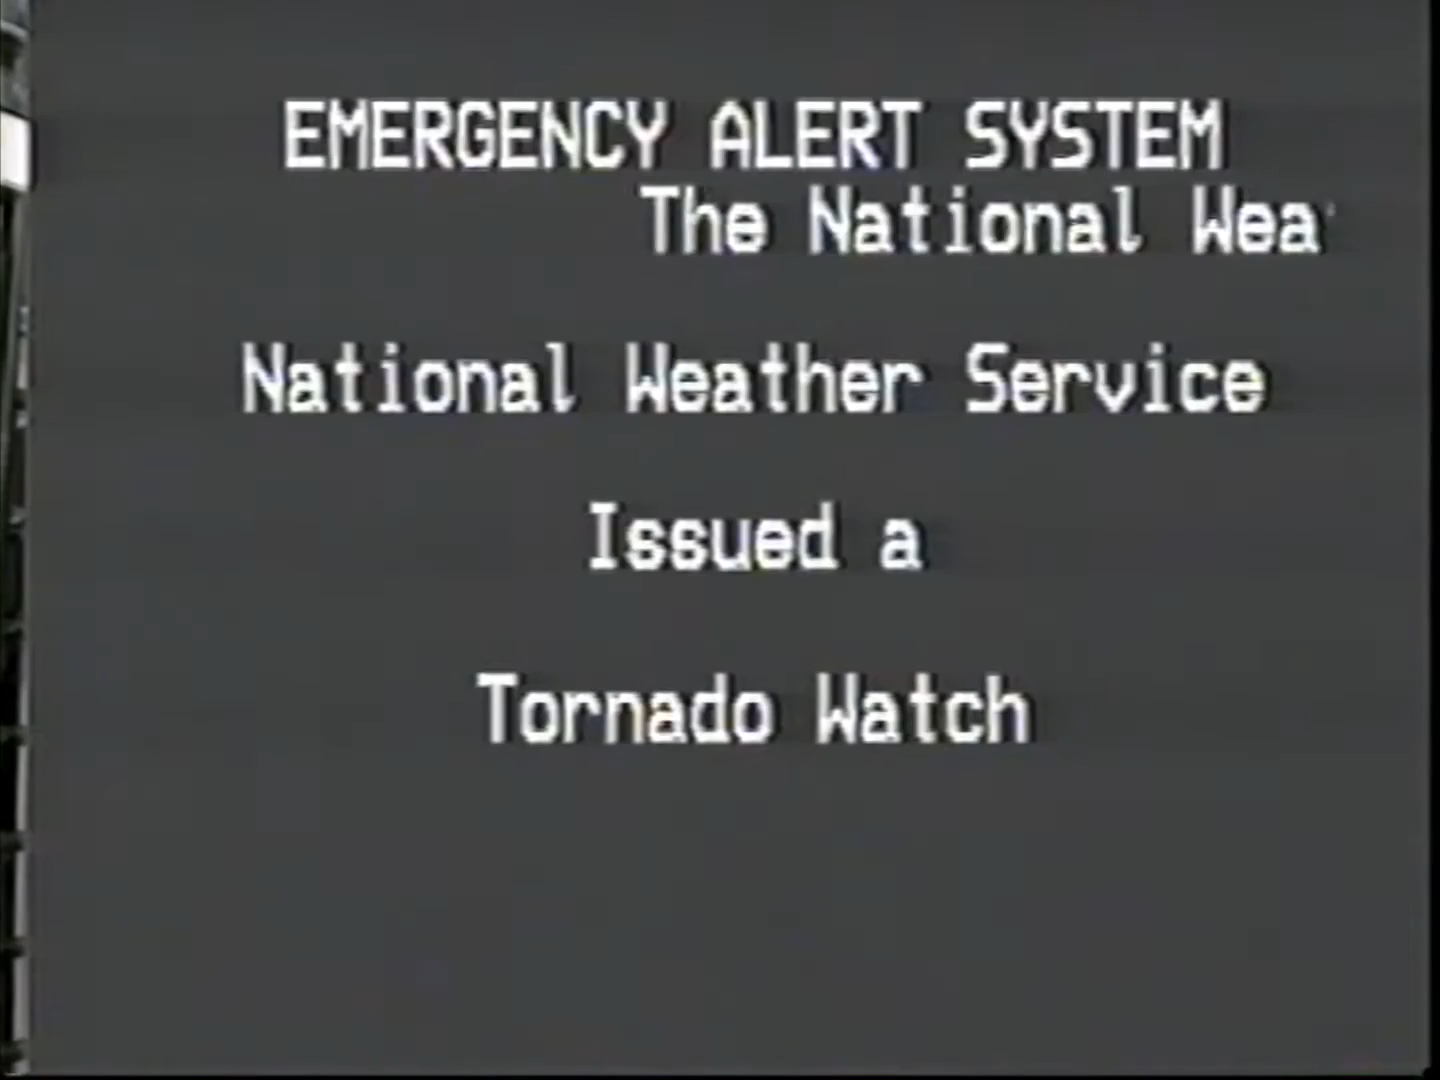 EMERGENCY ALERT SYSTEM
The National Wea
National Weather Service
Issued a
Tornado Watch